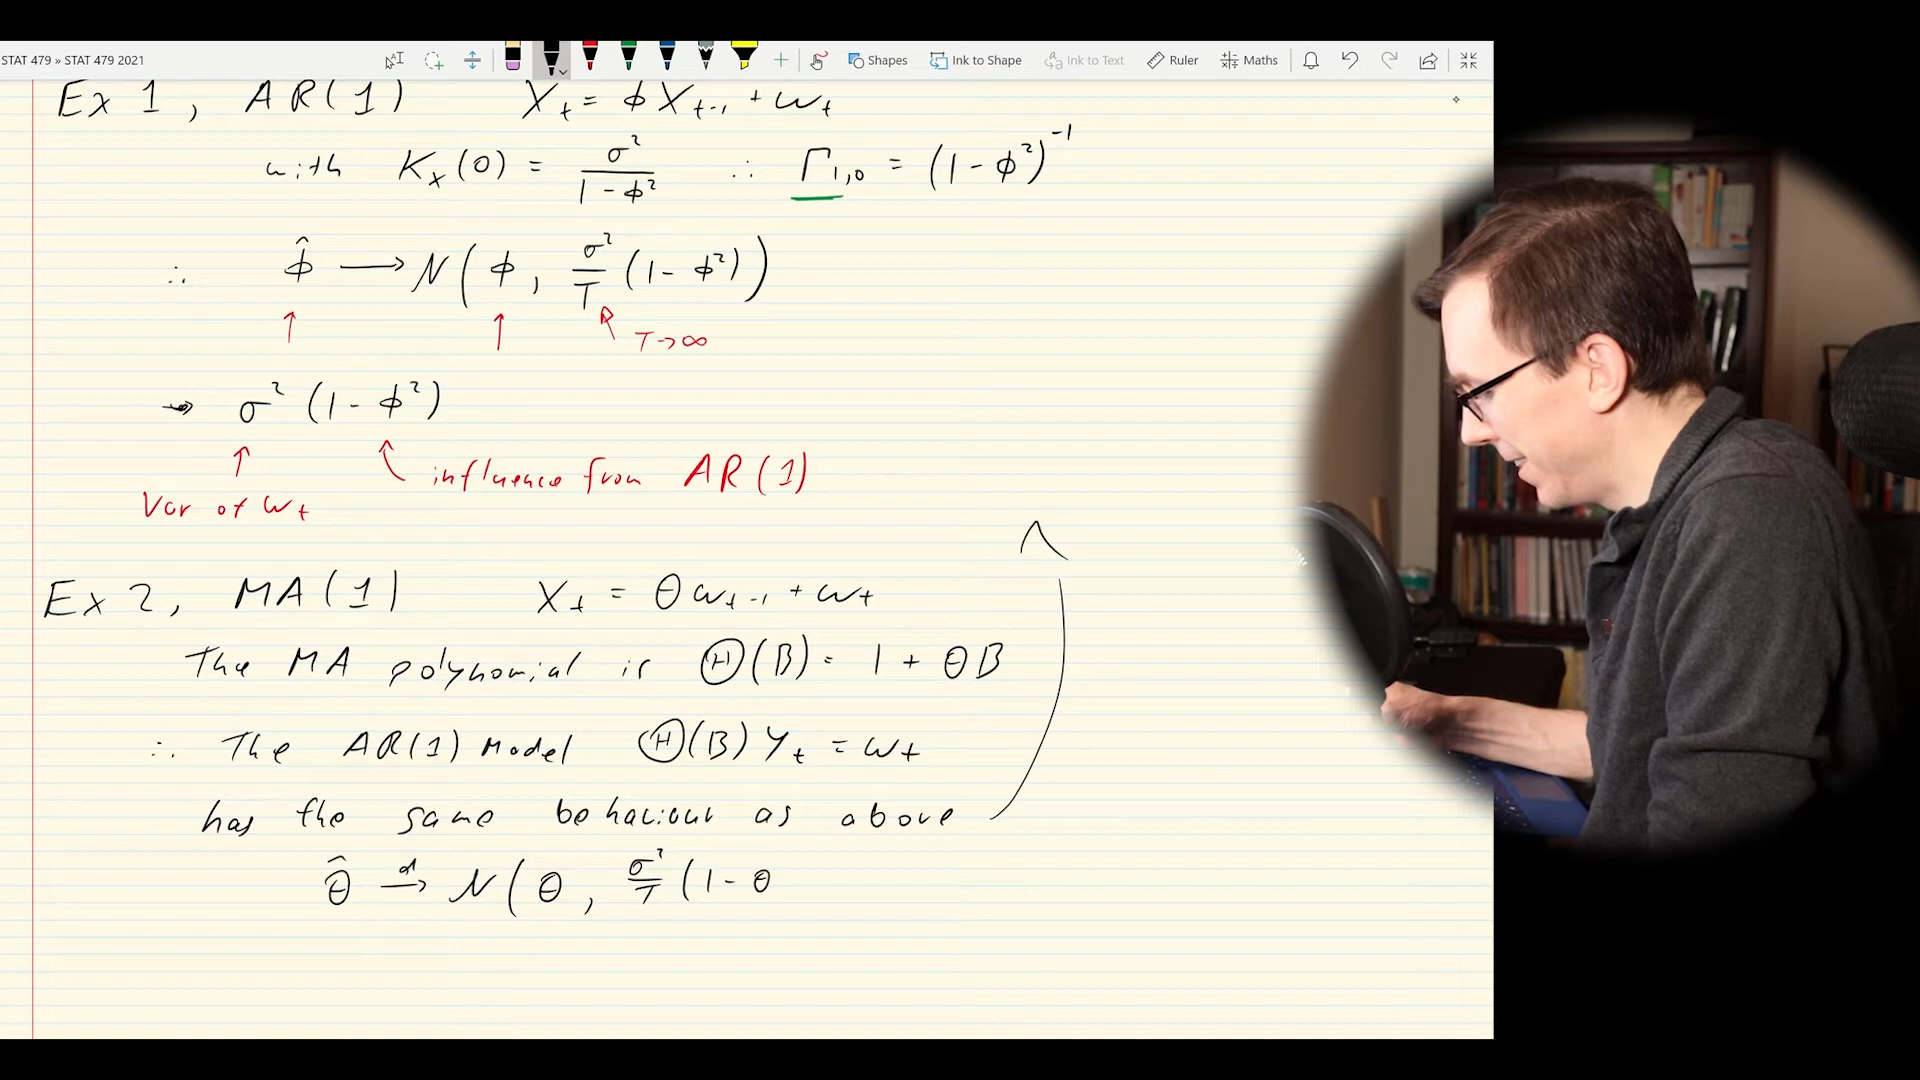 STAT 479 » STAT 479 2021
Shapes Ink to Shape Ink to Text Ruler Maths
Ex 1, AR(1) Xₜ = ϕXₜ₋₁ + wₜ
with Kₓ(0) = σ²/(1 - ϕ²) ∴ Γ₁,₀ = (1 - ϕ²)⁻¹
∴ ϕ̂ → N(ϕ, σ²/T (1 - ϕ²))
↑ ↑ ↖ T→∞
→ σ² (1 - ϕ²)
↑ ↖ influence from AR(1)
Var of wₜ
Ex 2, MA(1) Xₜ = θwₜ₋₁ + wₜ
The MA polynomial is Θ(B) = 1 + θB
∴ The AR(1) Model Θ(B)Yₜ = wₜ
has the same behaviour as above
θ̂ →ᵈ N(θ, σ²/T (1 - θ